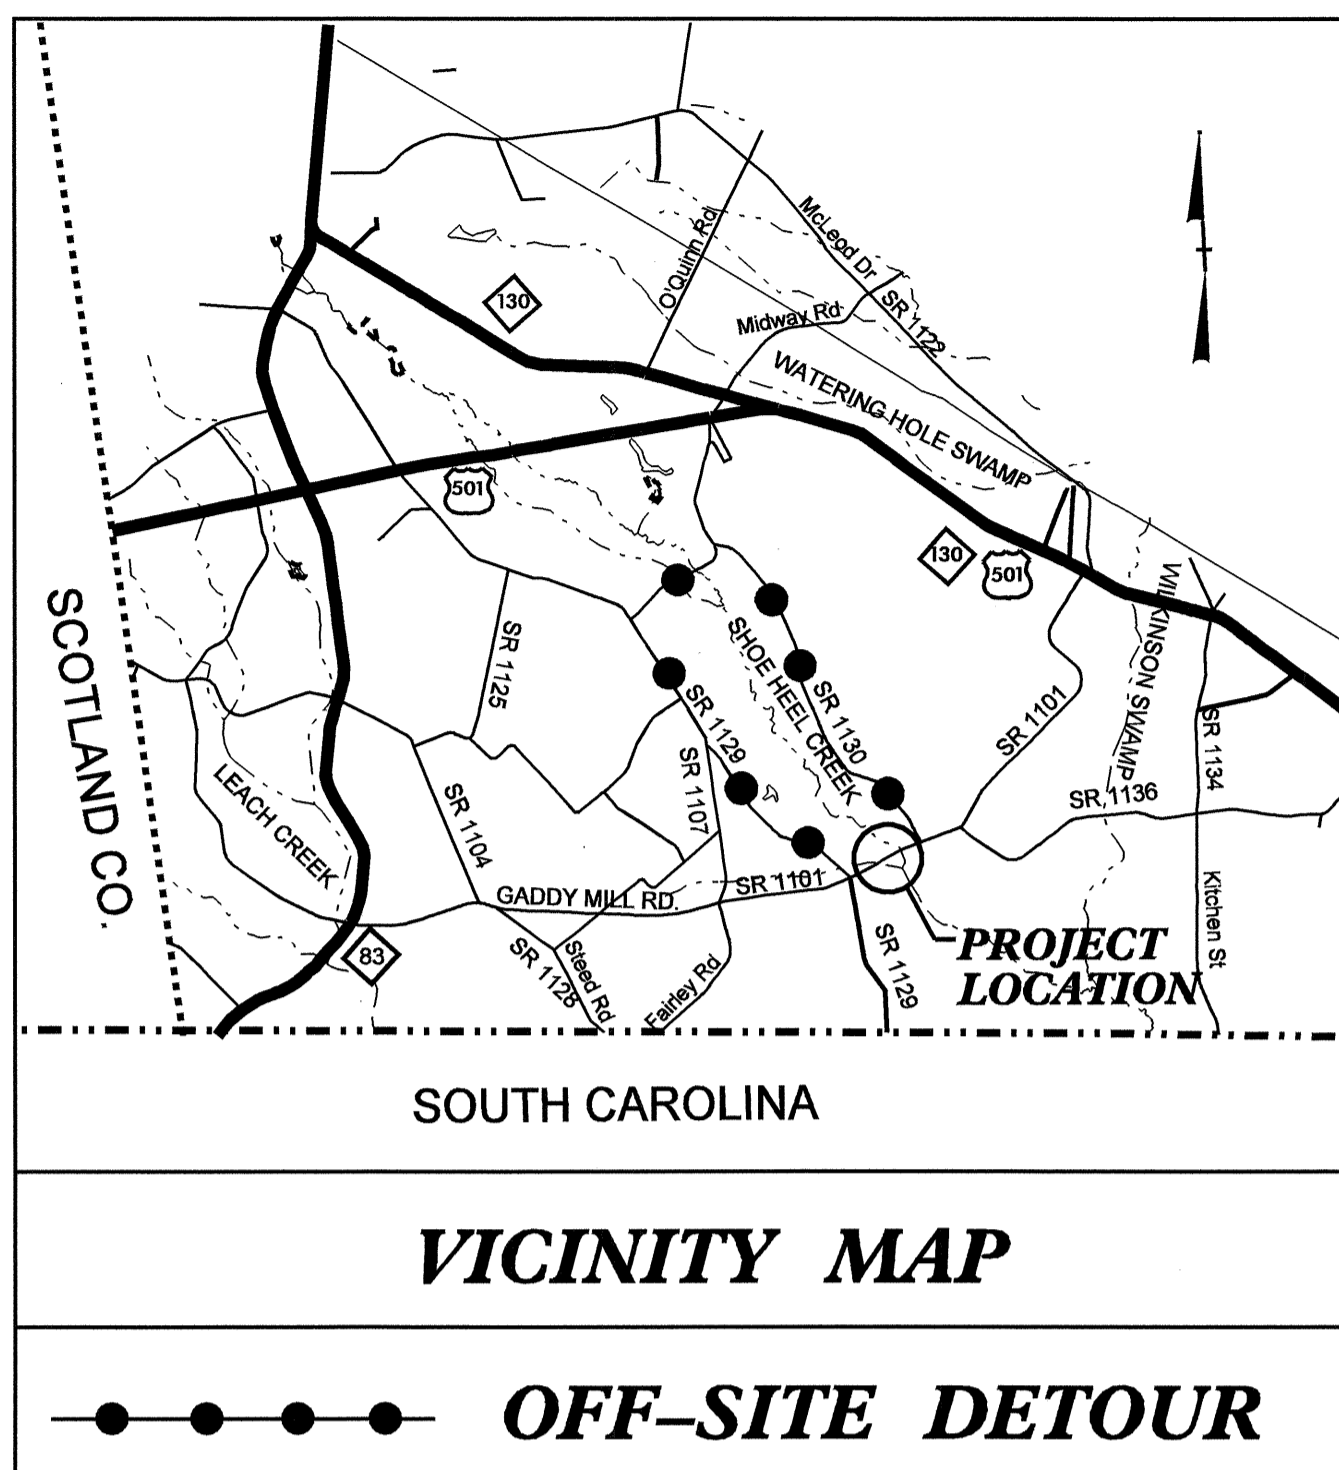 McLeod Dr
O'Quinn Rd
130
Midway Rd
SR 1122
WATERING HOLE SWAMP
501
130
501
WILKINSON SWAMP
SCOTLAND CO.
SR 1125
SHOE HEEL CREEK
SR 1129
SR 1130
SR 1101
SR 1134
SR 1107
SR 1136
LEACH CREEK
SR 1104
GADDY MILL RD.
SR 1101
Kitchen St
83
SR 1128
Steed Rd
Fairley Rd
SR 1129
PROJECT
LOCATION
SOUTH CAROLINA
VICINITY MAP
OFF–SITE DETOUR